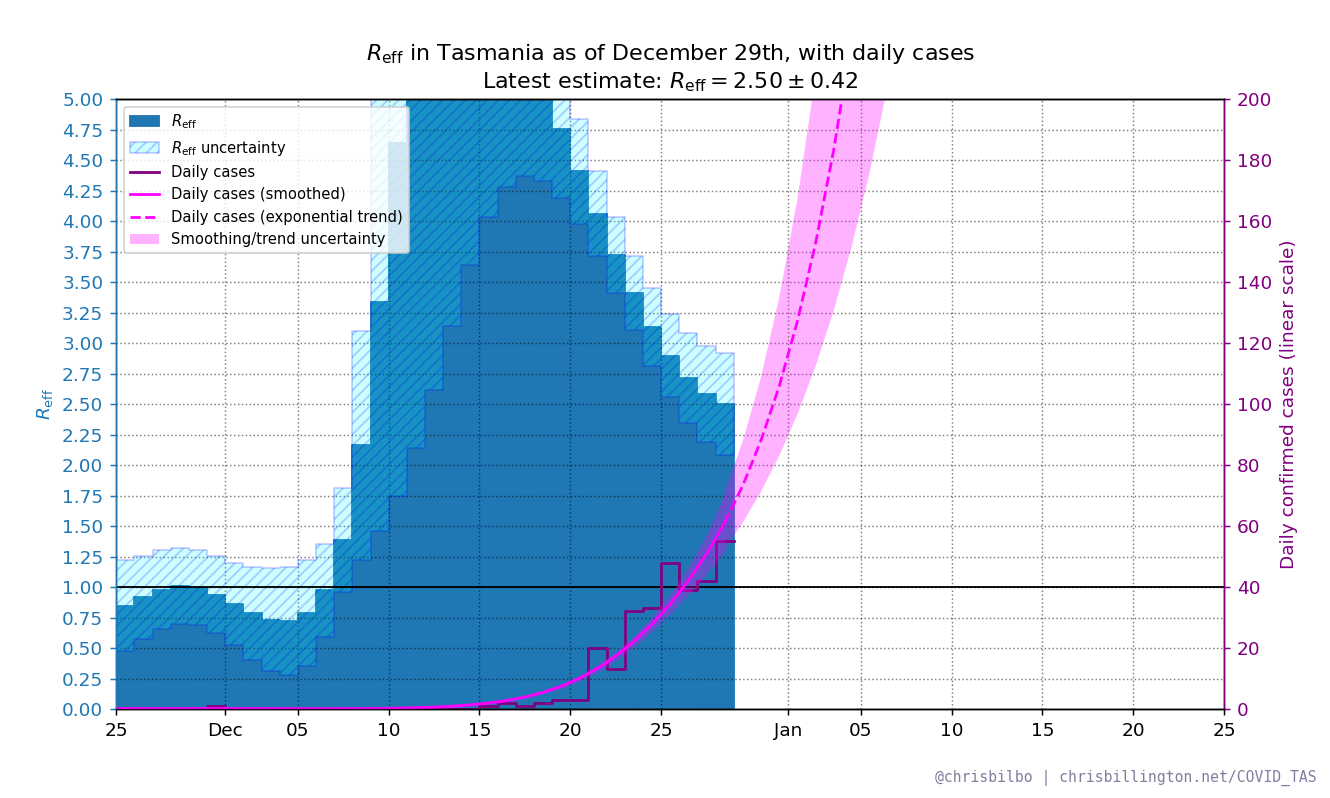 R_eff in Tasmania as of December 29th, with daily cases
Latest estimate: R_eff = 2.50 ± 0.42
R_eff
R_eff uncertainty
Daily cases
Daily cases (smoothed)
Daily cases (exponential trend)
Smoothing/trend uncertainty
5.00
4.75
4.50
4.25
4.00
3.75
3.50
3.25
3.00
2.75
2.50
2.25
2.00
1.75
1.50
1.25
1.00
0.75
0.50
0.25
0.00
R_eff
200
180
160
140
120
100
80
60
40
20
0
Daily confirmed cases (linear scale)
25 Dec 05 10 15 20 25 Jan 05 10 15 20 25
@chrisbilbo | chrisbillington.net/COVID_TAS